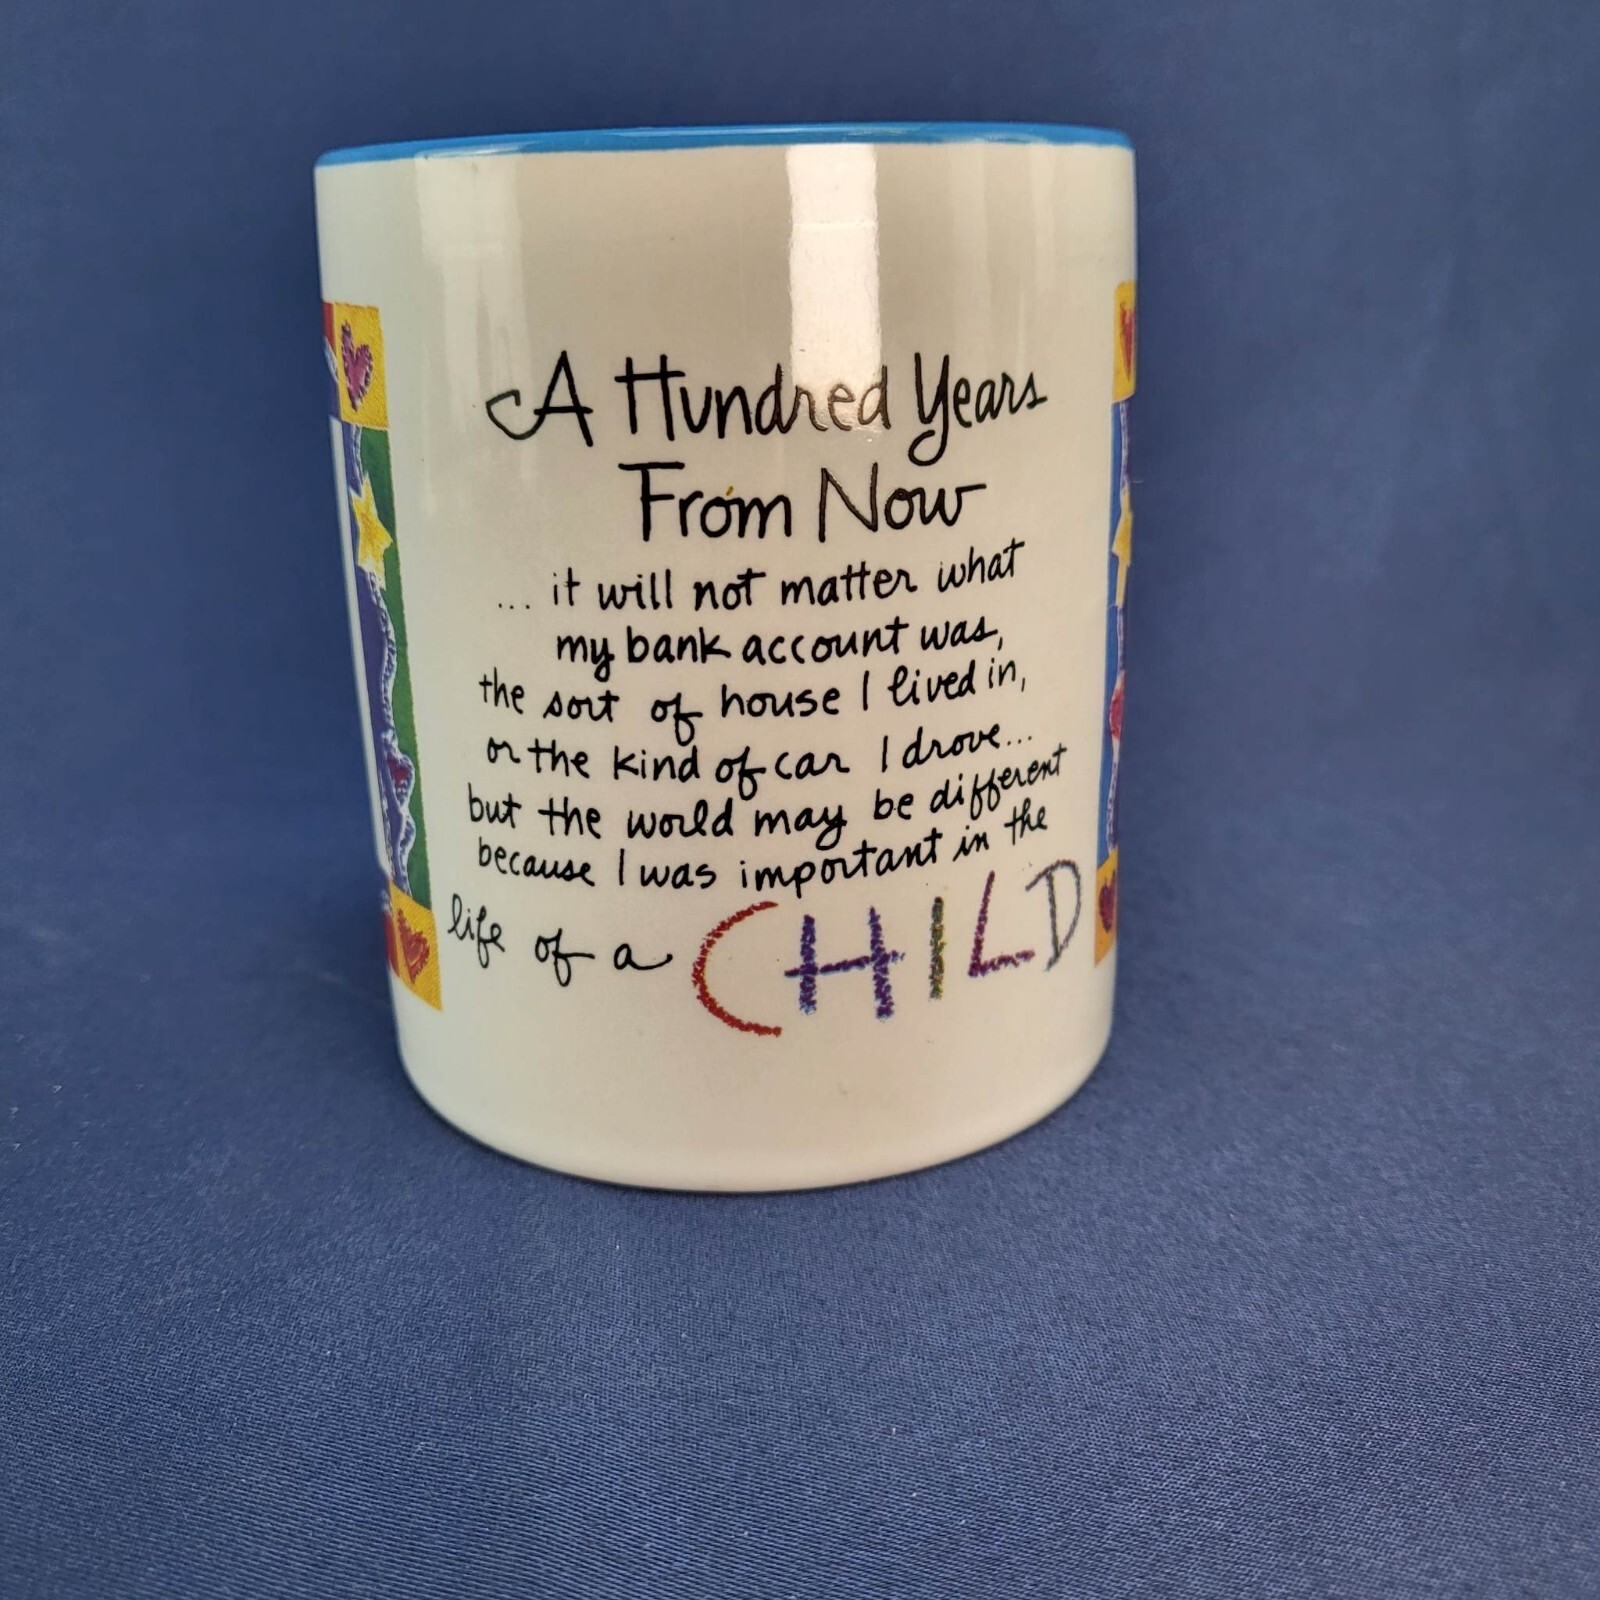 A Hundred Years
From Now
... it will not matter what
my bank account was,
the sort of house I lived in,
or the kind of car I drove...
but the world may be different
because I was important in the
life of a CHILD